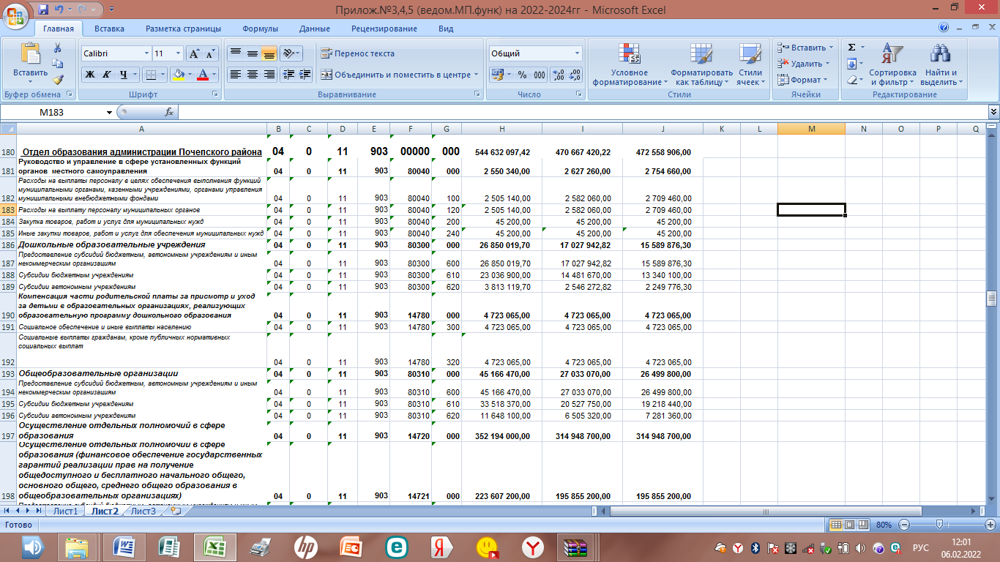 Прилож.№3,4,5 (ведом.МП.функ) на 2022-2024гг - Microsoft Excel
Главная Вставка Разметка страницы Формулы Данные Рецензирование Вид
Вставить
Буфер обмена
Calibri 11
Ж К Ч
Шрифт
Перенос текста
Объединить и поместить в центре
Выравнивание
Общий
% 000
Число
Условное форматирование
Форматировать как таблицу
Стили ячеек
Стили
Вставить
Удалить
Формат
Ячейки
Σ
Сортировка и фильтр
Найти и выделить
Редактирование
M183 fx
A B C D E F G H I J K L M N O P Q
180 Отдел образования администрации Почепского района 04 0 11 903 00000 000 544 632 097,42 470 667 420,22 472 558 906,00
Руководство и управление в сфере установленных функций
181 органов местного самоуправления 04 0 11 903 80040 000 2 550 340,00 2 627 260,00 2 754 660,00
Расходы на выплаты персоналу в целях обеспечения выполнения функций
муниципальными органами, казенными учреждениями, органами управления
182 муниципальными внебюджетными фондами 04 0 11 903 80040 100 2 505 140,00 2 582 060,00 2 709 460,00
183 Расходы на выплату персоналу муниципальных органов 04 0 11 903 80040 120 2 505 140,00 2 582 060,00 2 709 460,00
184 Закупка товаров, работ и услуг для муниципальных нужд 04 0 11 903 80040 200 45 200,00 45 200,00 45 200,00
185 Иные закупки товаров, работ и услуг для обеспечения муниципальных нужд 04 0 11 903 80040 240 45 200,00 45 200,00 45 200,00
186 Дошкольные образовательные учреждения 04 0 11 903 80300 000 26 850 019,70 17 027 942,82 15 589 876,30
Предоставление субсидий бюджетным, автономным учреждениям и иным
187 некоммерческим организациям 04 0 11 903 80300 600 26 850 019,70 17 027 942,82 15 589 876,30
188 Субсидии бюджетным учреждениям 04 0 11 903 80300 610 23 036 900,00 14 481 670,00 13 340 100,00
189 Субсидии автономным учреждениям 04 0 11 903 80300 620 3 813 119,70 2 546 272,82 2 249 776,30
Компенсация части родительской платы за присмотр и уход
за детьми в образовательных организациях, реализующих
190 образовательную программу дошкольного образования 04 0 11 903 14780 000 4 723 065,00 4 723 065,00 4 723 065,00
191 Социальное обеспечение и иные выплаты населению 04 0 11 903 14780 300 4 723 065,00 4 723 065,00 4 723 065,00
Социальные выплаты гражданам, кроме публичных нормативных
социальных выплат
192 04 0 11 903 14780 320 4 723 065,00 4 723 065,00 4 723 065,00
193 Общеобразовательные организации 04 0 11 903 80310 000 45 166 470,00 27 033 070,00 26 499 800,00
Предоставление субсидий бюджетным, автономным учреждениям и иным
194 некоммерческим организациям 04 0 11 903 80310 600 45 166 470,00 27 033 070,00 26 499 800,00
195 Субсидии бюджетным учреждениям 04 0 11 903 80310 610 33 518 370,00 20 527 750,00 19 218 440,00
196 Субсидии автономным учреждениям 04 0 11 903 80310 620 11 648 100,00 6 505 320,00 7 281 360,00
Осуществление отдельных полномочий в сфере
197 образования 04 0 11 903 14720 000 352 194 000,00 314 948 700,00 314 948 700,00
Осуществление отдельных полномочий в сфере
образования (финансовое обеспечение государственных
гарантий реализации прав на получение
общедоступного и бесплатного начального общего,
основного общего, среднего общего образования в
198 общеобразовательных организациях) 04 0 11 903 14721 000 223 607 200,00 195 855 200,00 195 855 200,00
Лист1 Лист2 Лист3
Готово 80%
РУС 12:01
06.02.2022